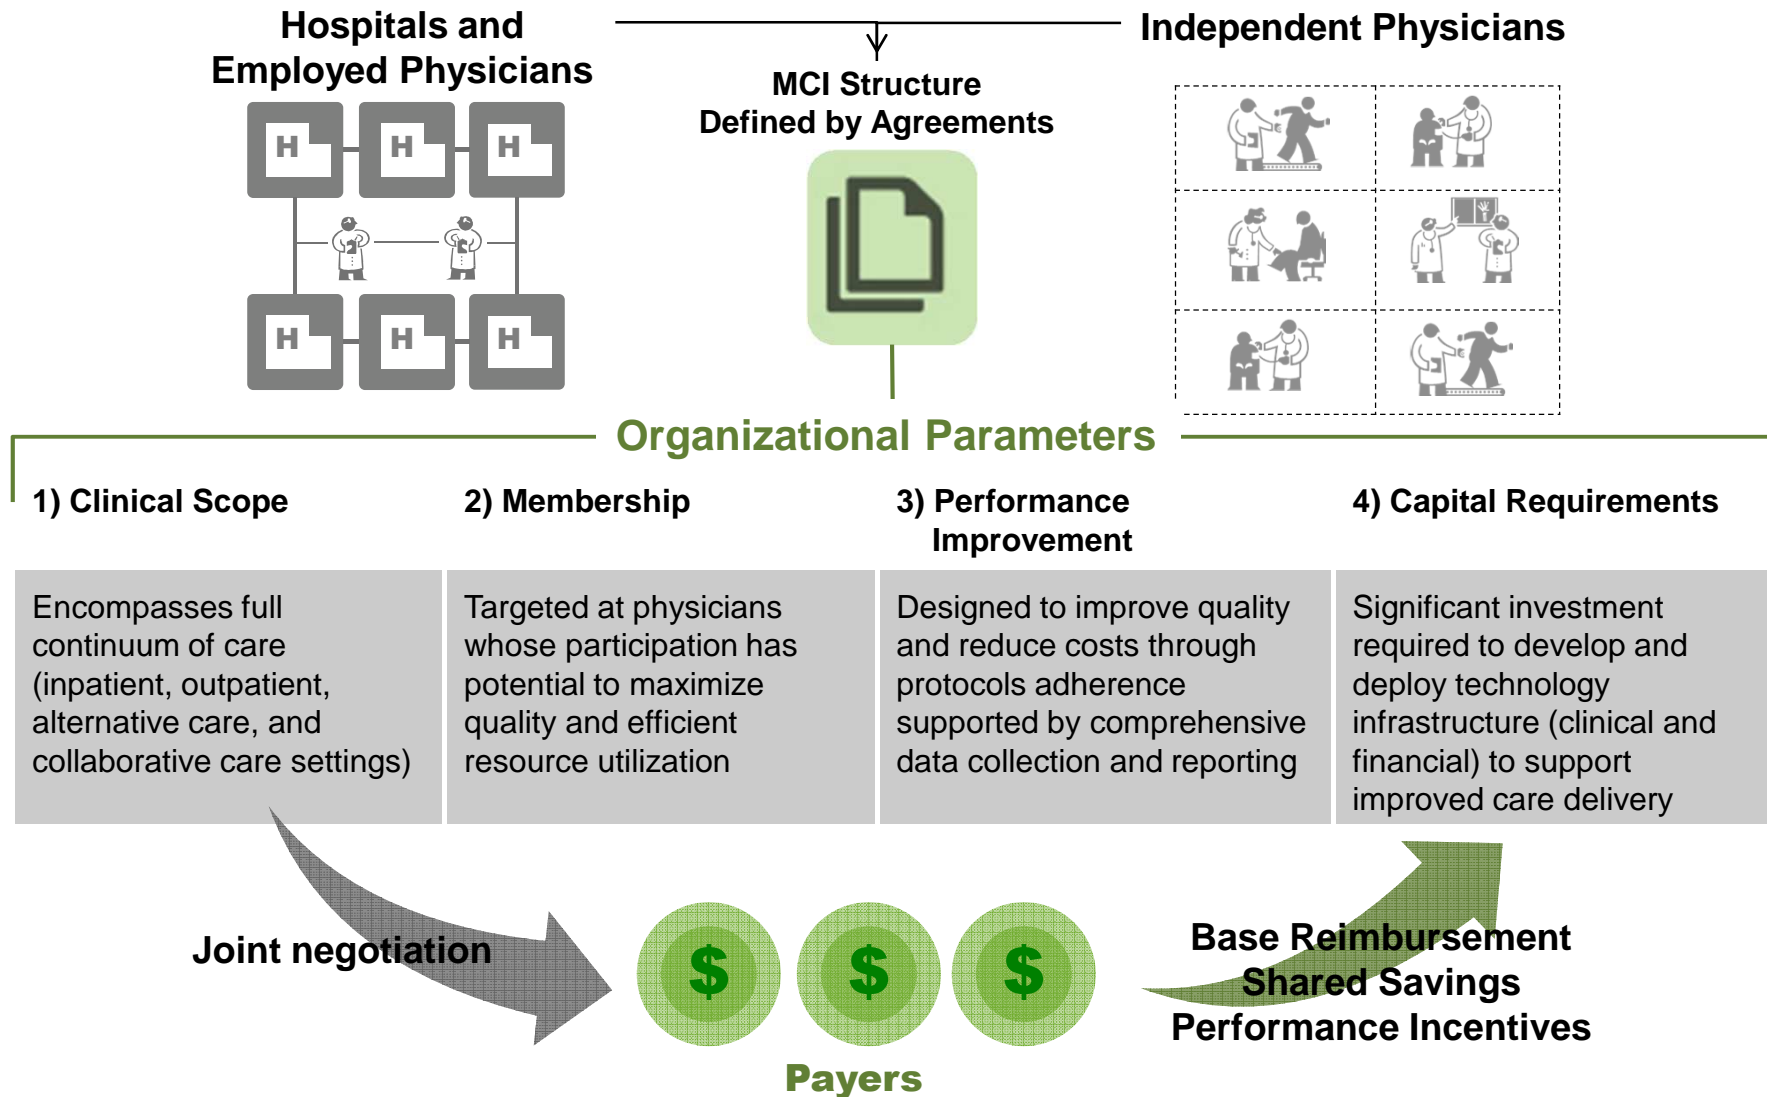 Hospitals and
Employed Physicians
MCI Structure
Defined by Agreements
Independent Physicians
H
H
H
H
H
H
Organizational Parameters
1) Clinical Scope
Encompasses full
continuum of care
(inpatient, outpatient,
alternative care, and
collaborative care settings)
2) Membership
Targeted at physicians
whose participation has
potential to maximize
quality and efficient
resource utilization
3) Performance
Improvement
Designed to improve quality
and reduce costs through
protocols adherence
supported by comprehensive
data collection and reporting
4) Capital Requirements
Significant investment
required to develop and
deploy technology
infrastructure (clinical and
financial) to support
improved care delivery
Joint negotiation
$
$
$
Payers
Base Reimbursement
Shared Savings
Performance Incentives